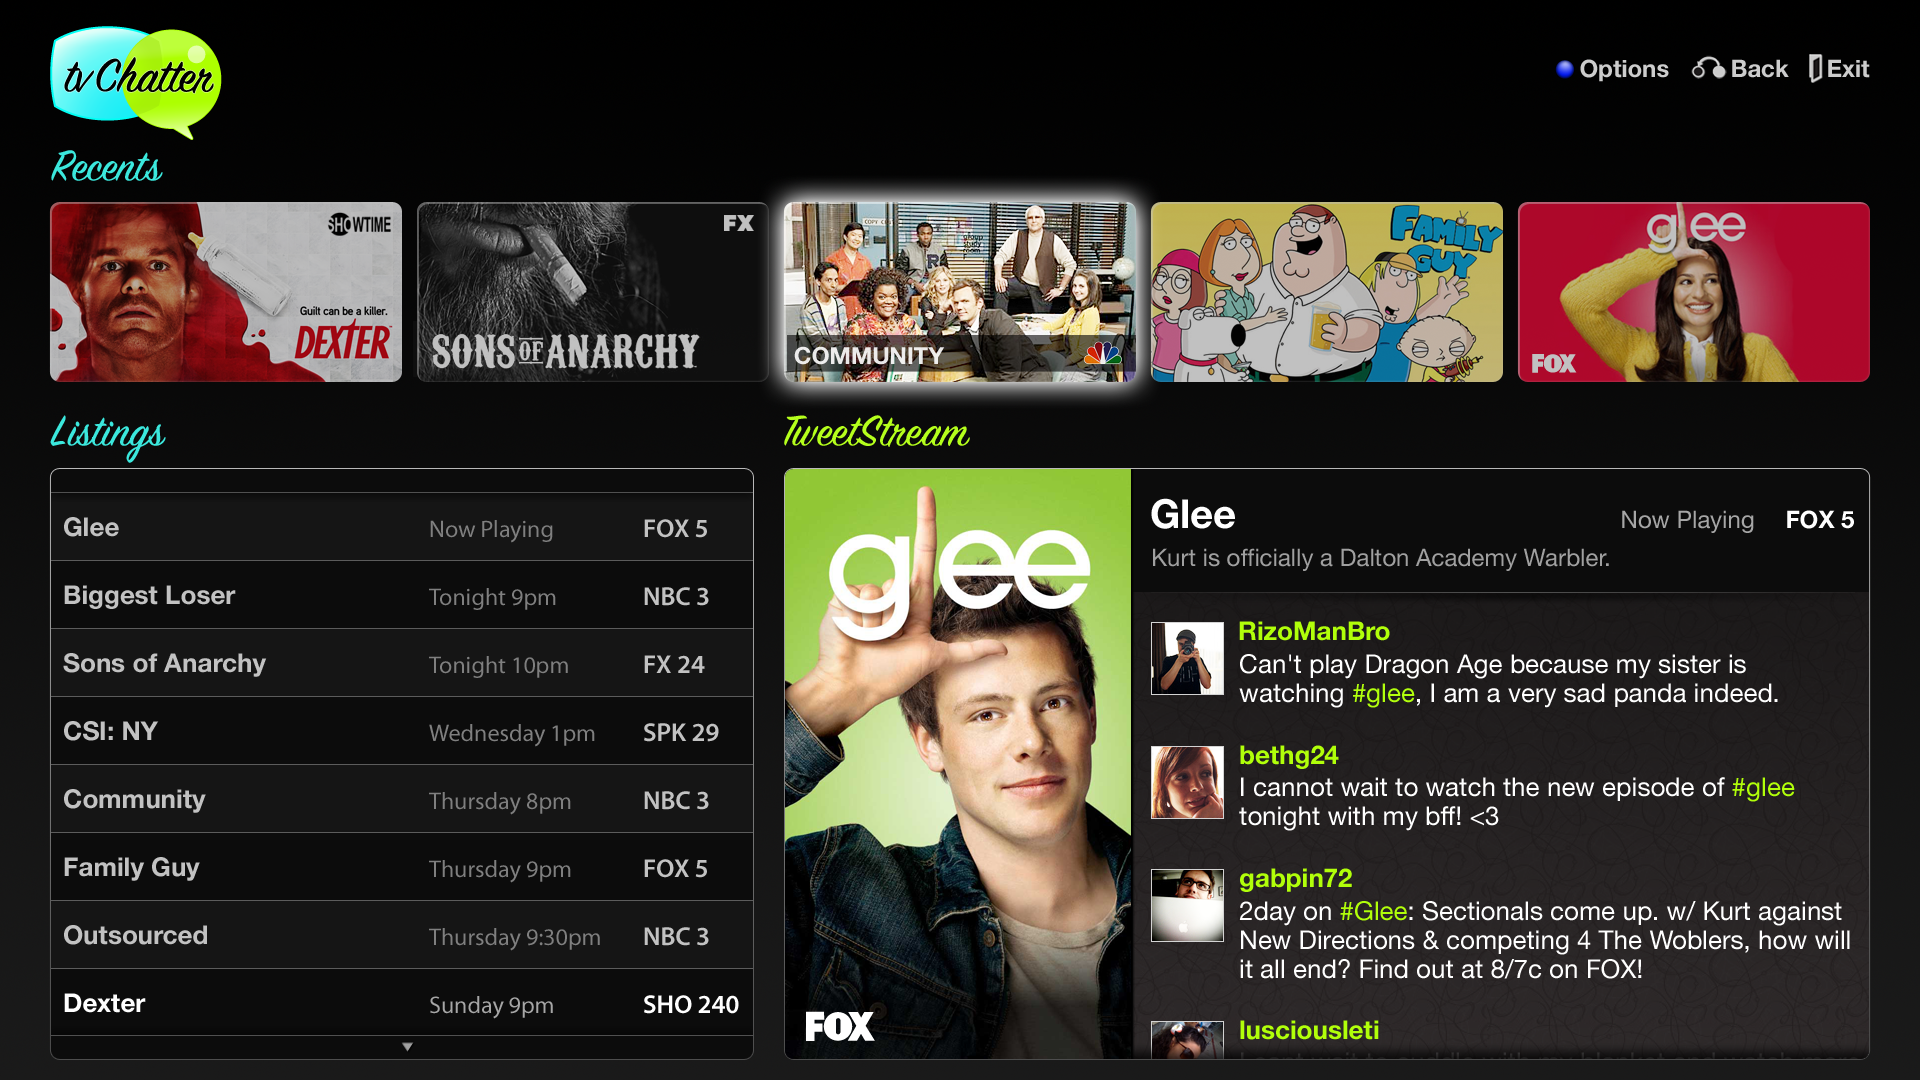 tv Chatter
Options Back Exit
Recents
SHOWTIME
Guilt can be a killer.
DEXTER
FX
SONS OF ANARCHY
COPY
group
study
room
COMMUNITY
FAMILY
GUY
glee
FOX
Listings
Glee Now Playing FOX 5
Biggest Loser Tonight 9pm NBC 3
Sons of Anarchy Tonight 10pm FX 24
CSI: NY Wednesday 1pm SPK 29
Community Thursday 8pm NBC 3
Family Guy Thursday 9pm FOX 5
Outsourced Thursday 9:30pm NBC 3
Dexter Sunday 9pm SHO 240
TweetStream
glee
FOX
Glee Now Playing FOX 5
Kurt is officially a Dalton Academy Warbler.
RizoManBro
Can't play Dragon Age because my sister is
watching #glee, I am a very sad panda indeed.
bethg24
I cannot wait to watch the new episode of #glee
tonight with my bff! <3
gabpin72
2day on #Glee: Sectionals come up. w/ Kurt against
New Directions & competing 4 The Woblers, how will
it all end? Find out at 8/7c on FOX!
lusciousleti